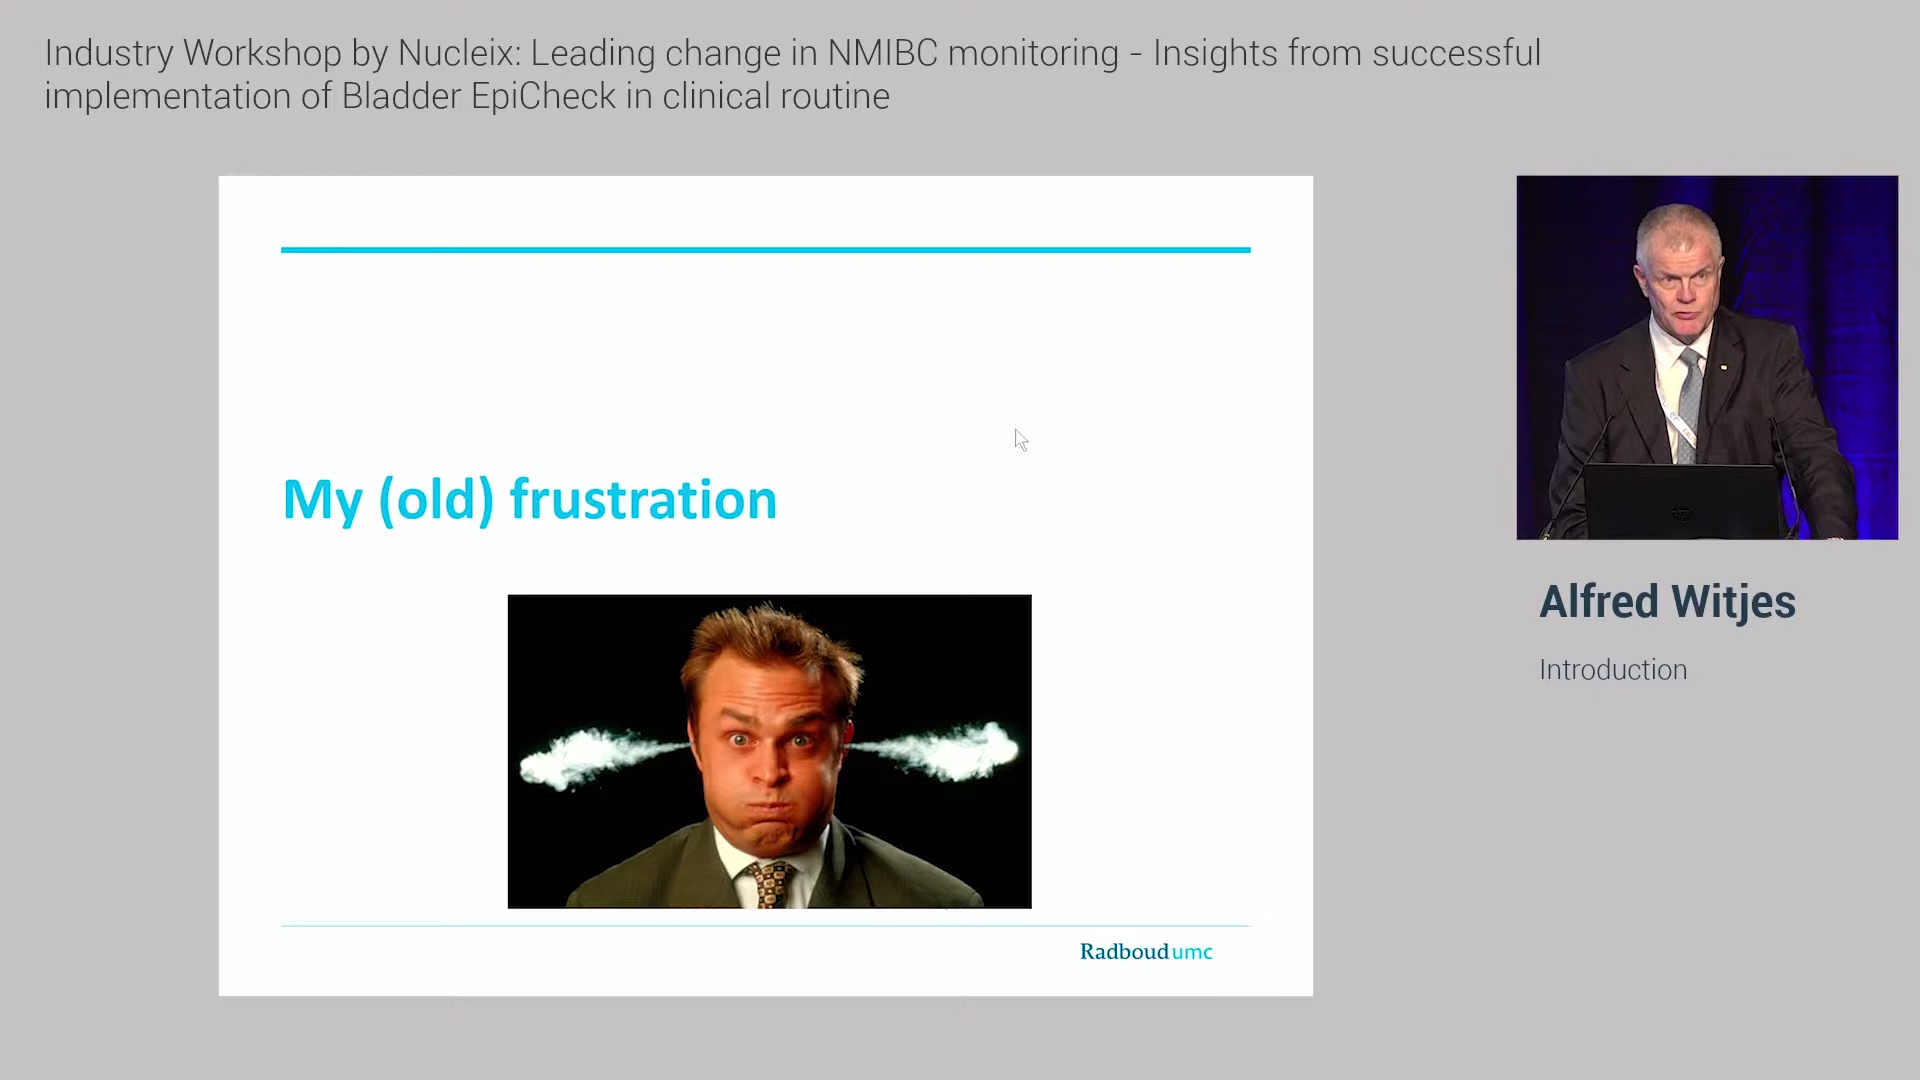 Industry Workshop by Nucleix: Leading change in NMIBC monitoring - Insights from successful
implementation of Bladder EpiCheck in clinical routine
My (old) frustration
Radboudumc
Alfred Witjes
Introduction